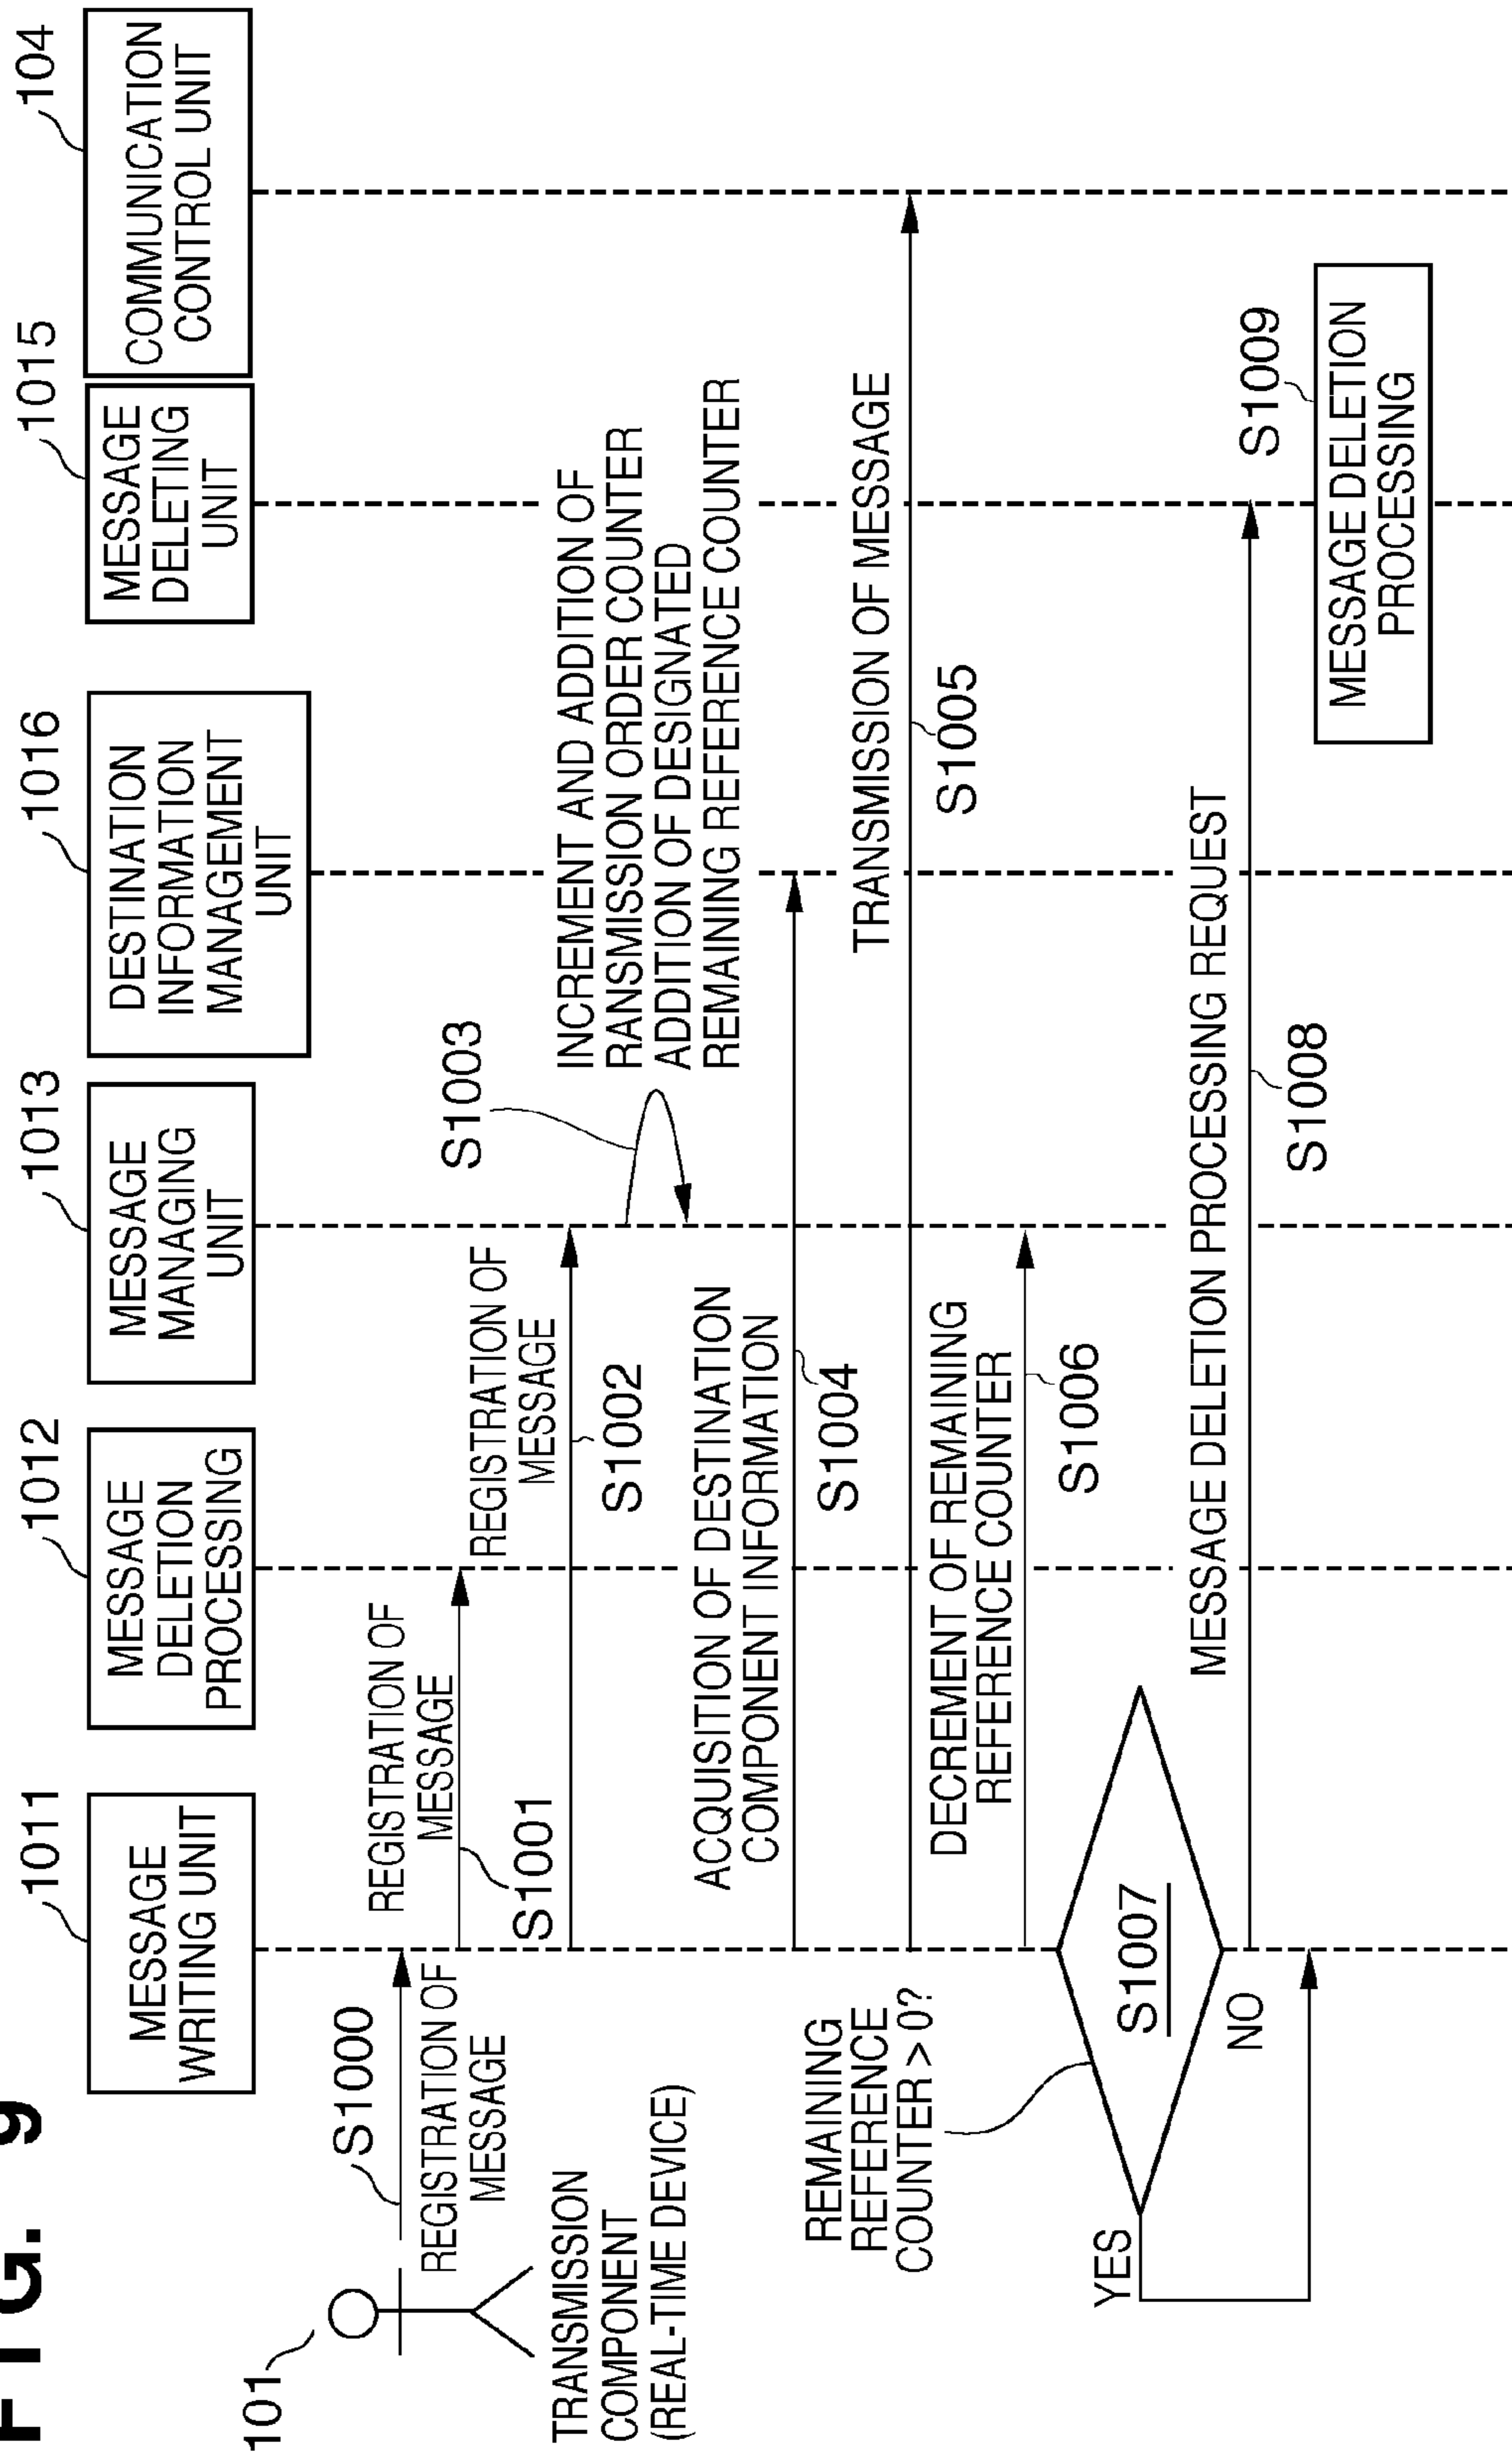 FIG. 9
101
TRANSMISSION
COMPONENT
(REAL-TIME DEVICE)
1011
MESSAGE
WRITING UNIT
1012
MESSAGE
DELETION
PROCESSING
1013
MESSAGE
MANAGING
UNIT
1016
DESTINATION
INFORMATION
MANAGEMENT
UNIT
1015
MESSAGE
DELETING
UNIT
104
COMMUNICATION
CONTROL UNIT
S1000
REGISTRATION OF
MESSAGE
REGISTRATION OF
MESSAGE
S1001
REGISTRATION OF
MESSAGE
S1002
S1003
INCREMENT AND ADDITION OF
RANSMISSION ORDER COUNTER
ADDITION OF DESIGNATED
REMAINING REFERENCE COUNTER
ACQUISITION OF DESTINATION
COMPONENT INFORMATION
S1004
TRANSMISSION OF MESSAGE
S1005
DECREMENT OF REMAINING
REFERENCE COUNTER
S1006
REMAINING
REFERENCE
COUNTER > 0?
S1007
YES
NO
MESSAGE DELETION PROCESSING REQUEST
S1008
S1009
MESSAGE DELETION
PROCESSING